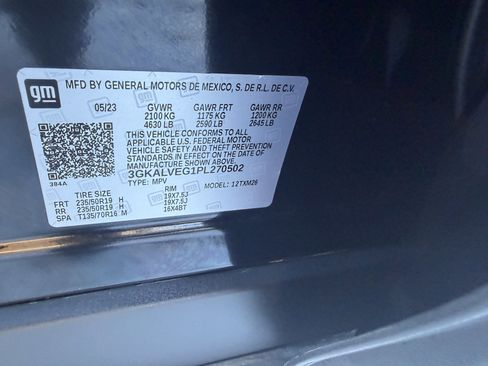 gm
MFD BY GENERAL MOTORS DE MEXICO, S. DE R.L. DE C.V.
05/23 GVWR GAWR FRT GAWR RR
2100 KG 1175 KG 1200 KG
4630 LB 2590 LB 2645 LB
THIS VEHICLE CONFORMS TO ALL
APPLICABLE U.S. FEDERAL MOTOR
VEHICLE SAFETY, BUMPER, AND THEFT
PREVENTION STANDARDS IN EFFECT ON THE
DATE OF MANUFACTURE SHOWN ABOVE.
3GKALVEG1PL270502
TYPE: MPV MODEL: 12TXM26
384A
TIRE SIZE RIM
FRT 235/50R19 H 19X7.5J
RR 235/50R19 H 19X7.5J
SPA T135/70R16 M 16X4BT